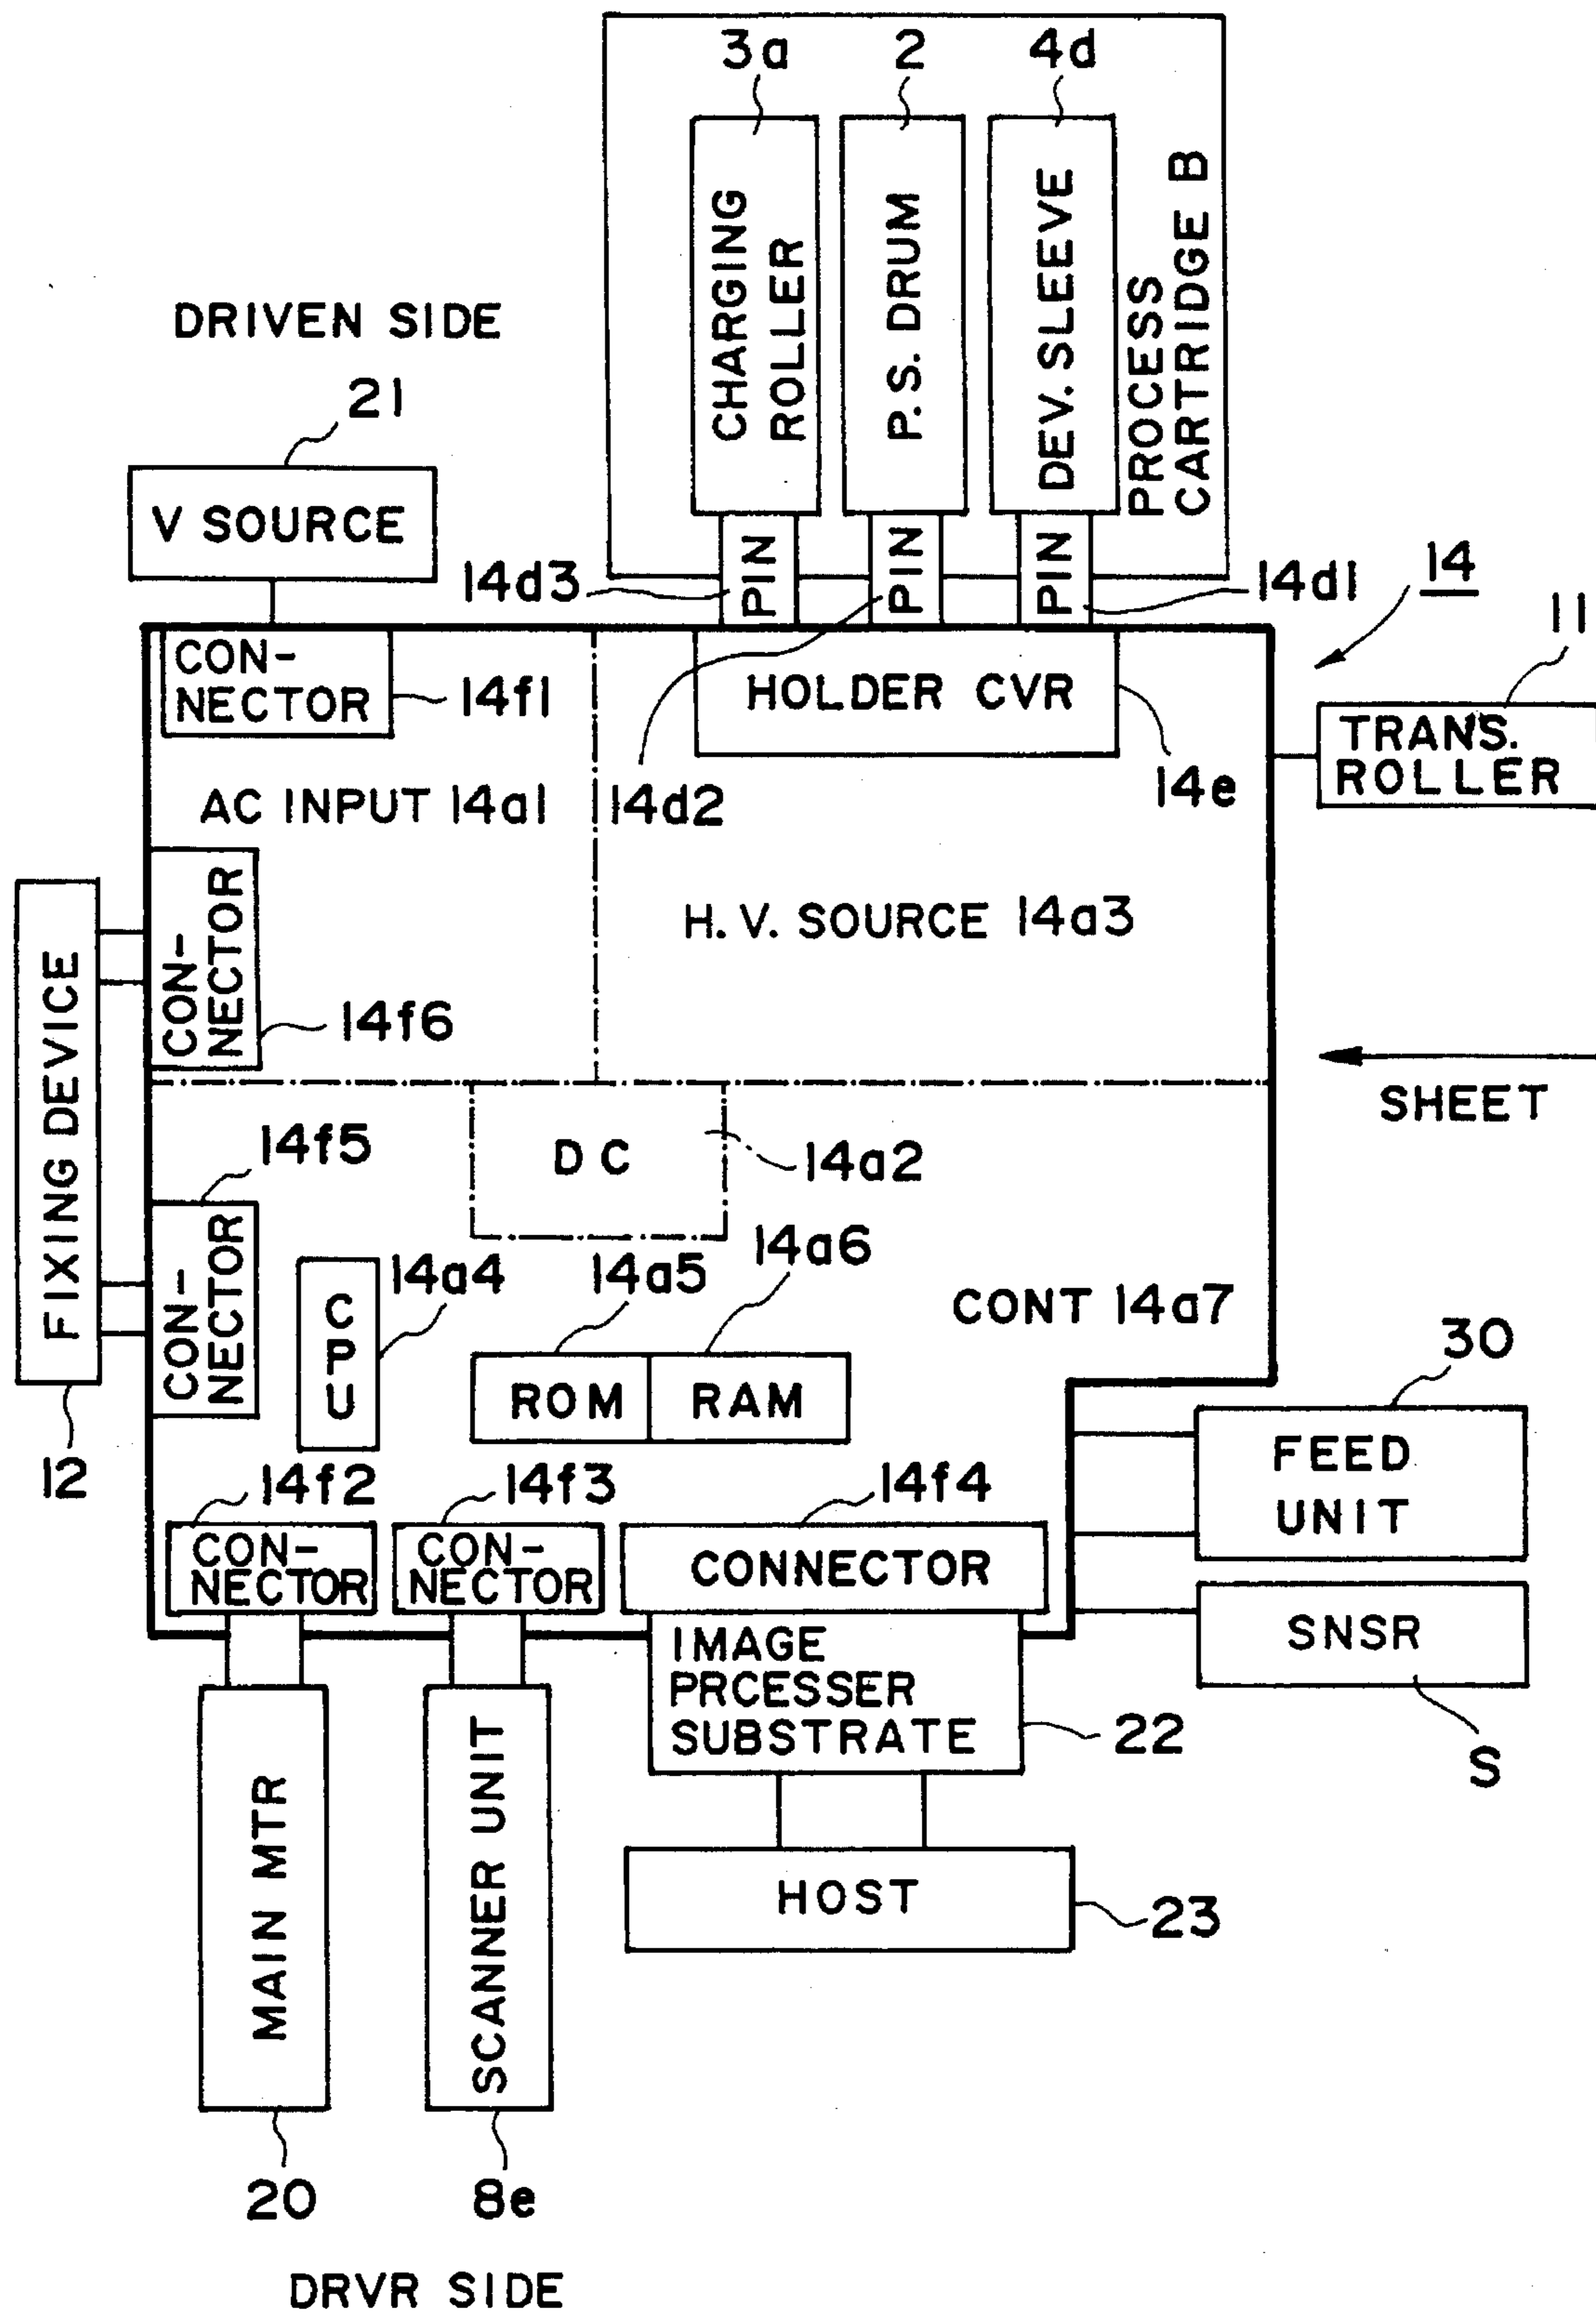 3a
2
4d
CHARGING
ROLLER
P.S. DRUM
DEV. SLEEVE
PROCESS
CARTRIDGE B
DRIVEN SIDE
21
V SOURCE
14d3
PIN
PIN
PIN
14d1
14
11
CON-
NECTOR
14f1
HOLDER CVR
TRANS.
ROLLER
AC INPUT 14a1
14d2
14e
CON-
NECTOR
14f6
H. V. SOURCE 14a3
FIXING DEVICE
SHEET
14f5
DC
14a2
CON-
NECTOR
CPU
14a4
14a5
14a6
CONT 14a7
ROM
RAM
30
12
14f2
14f3
14f4
FEED
UNIT
CON-
NECTOR
CON-
NECTOR
CONNECTOR
SNSR
IMAGE
PRCESSER
SUBSTRATE
22
S
MAIN MTR
SCANNER UNIT
HOST
23
20
8e
DRVR SIDE